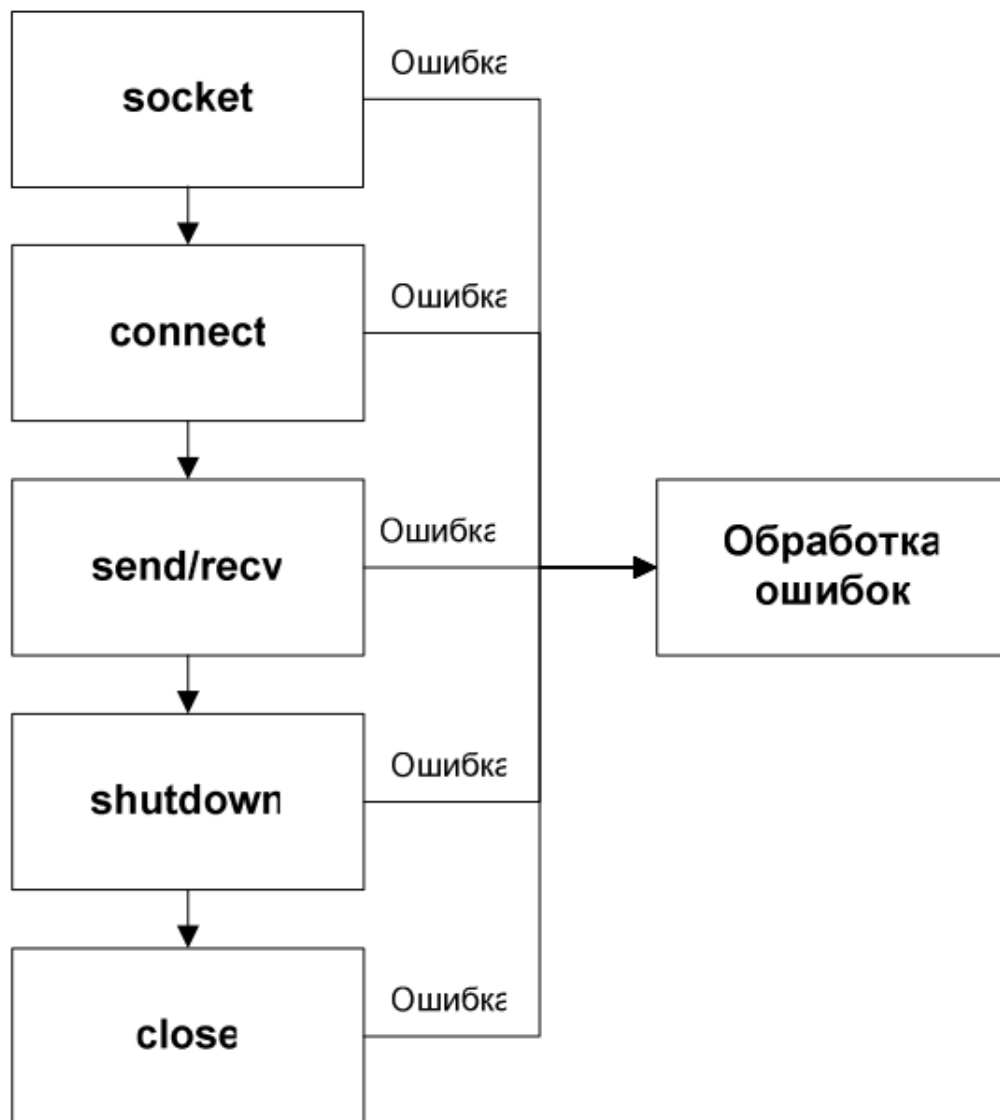 Ошибка
socket
Ошибка
connect
Ошибка
send/recv
Обработка
ошибок
Ошибка
shutdown
Ошибка
close